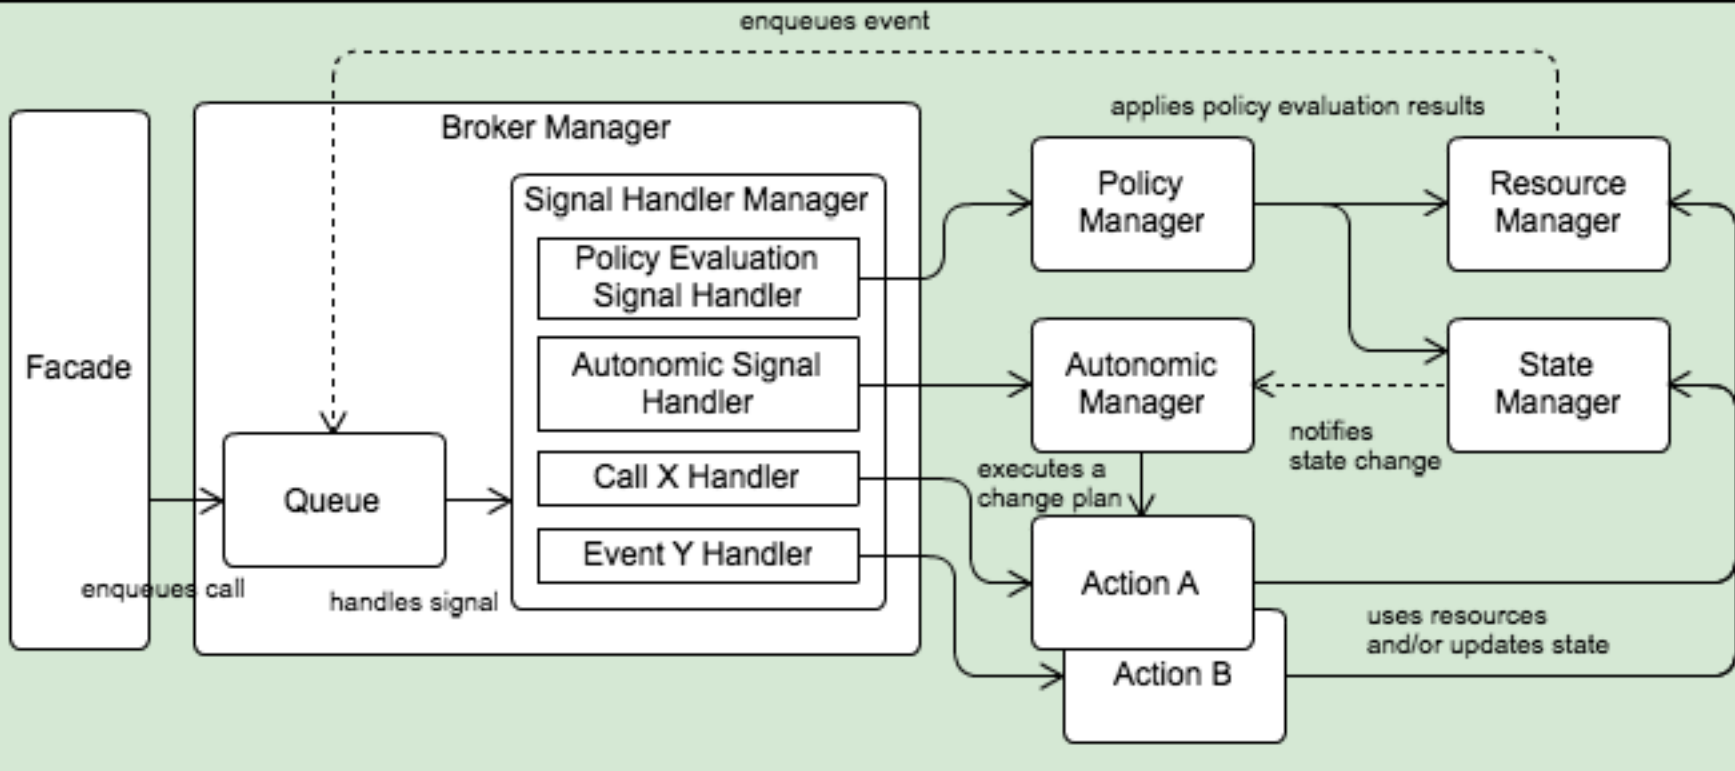 enqueues event
applies policy evaluation results
Broker Manager
Signal Handler Manager
Policy Evaluation
Signal Handler
Autonomic Signal
Handler
Call X Handler
Event Y Handler
Facade
Queue
enqueues call
handles signal
Policy
Manager
Resource
Manager
Autonomic
Manager
State
Manager
notifies
state change
executes a
change plan
Action A
Action B
uses resources
and/or updates state